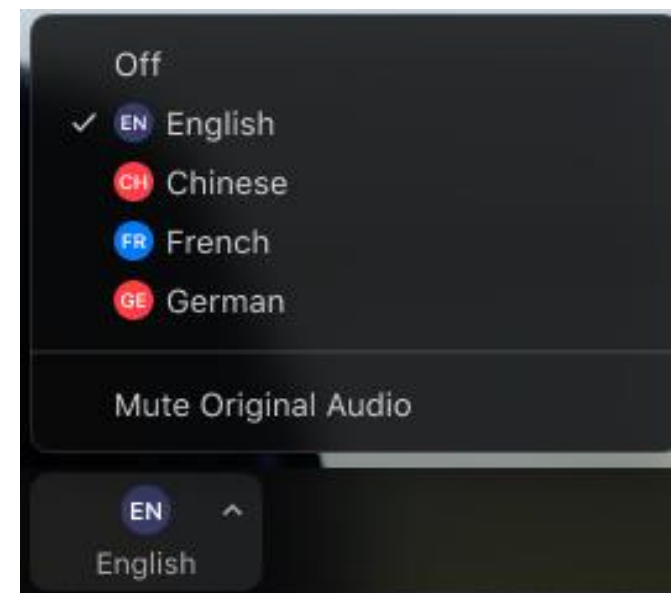 Off
EN English
CH Chinese
FR French
GE German
Mute Original Audio
EN
English